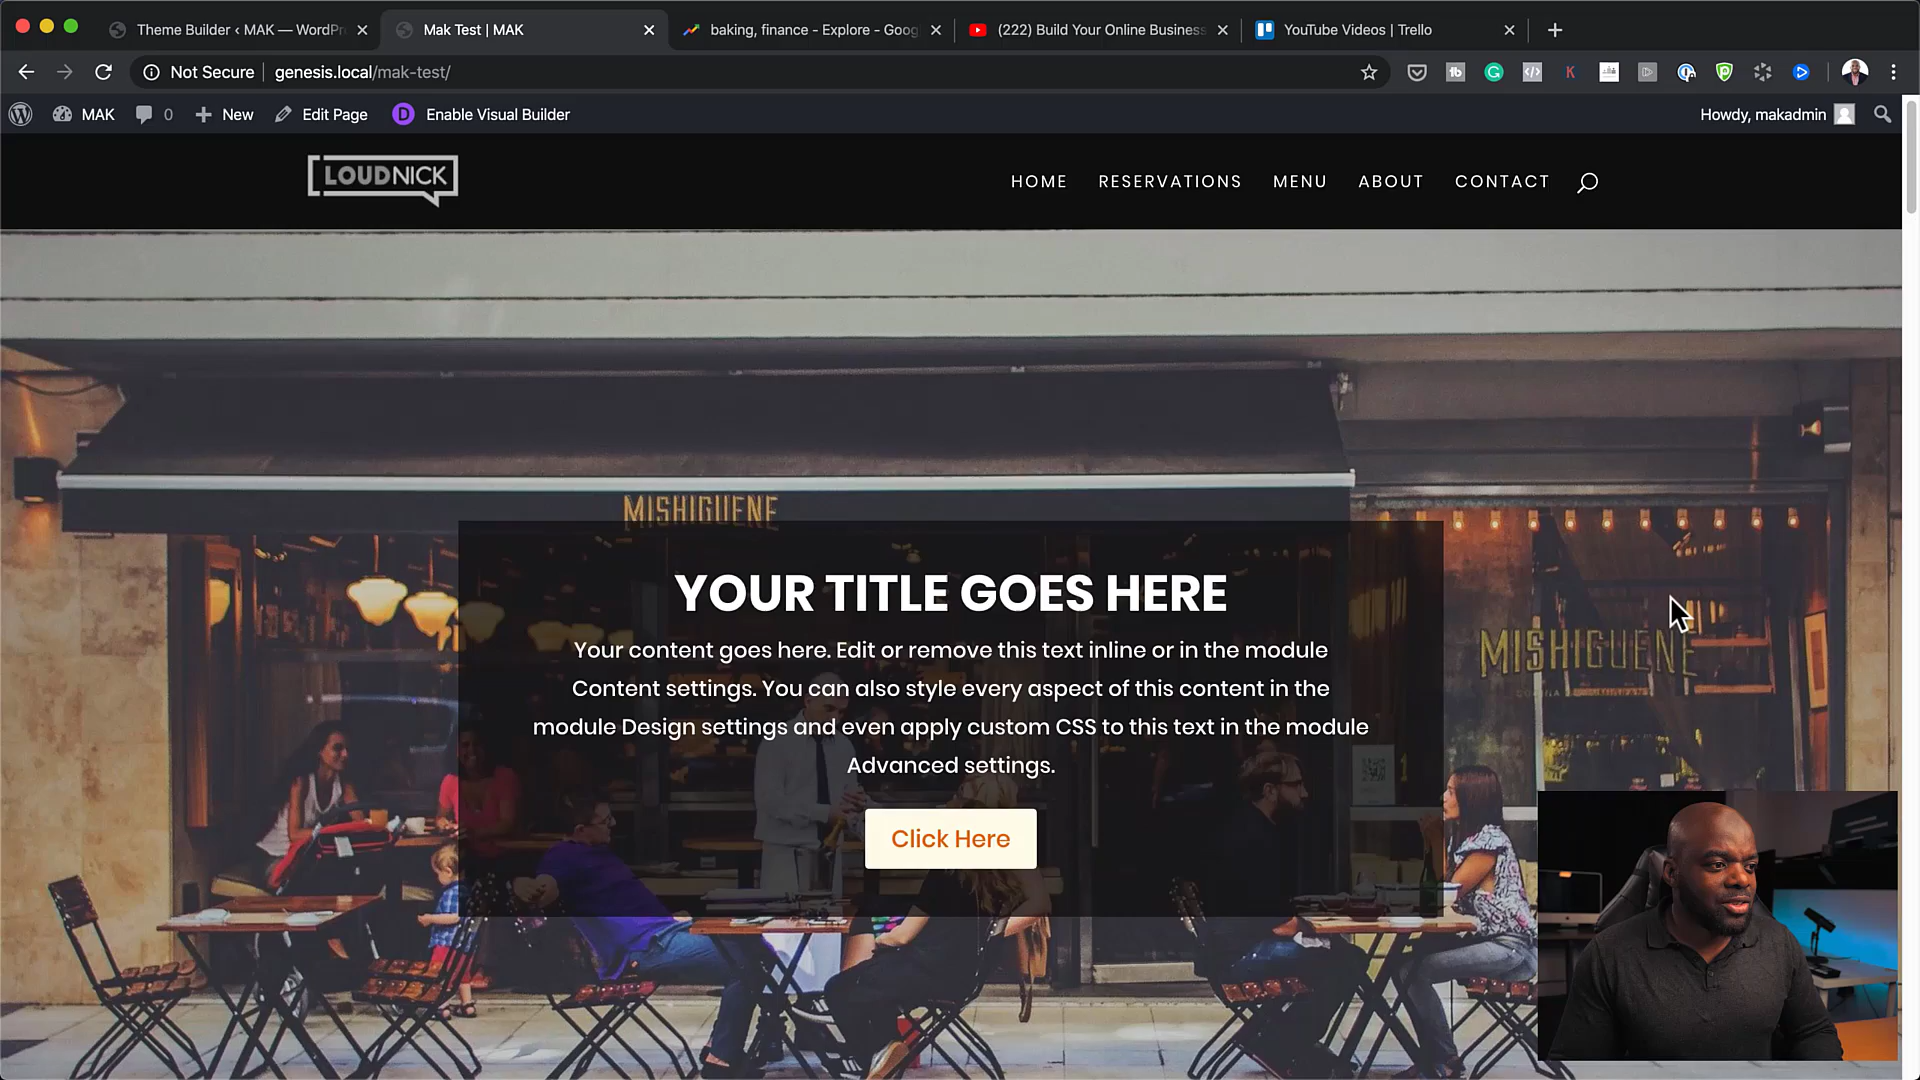 Theme Builder ‹ MAK — WordPr
Mak Test | MAK
baking, finance - Explore - Goog
(222) Build Your Online Business
YouTube Videos | Trello
Not Secure
genesis.local/mak-test/
MAK
0
New
Edit Page
D
Enable Visual Builder
Howdy, makadmin
LOUDNICK
HOME
RESERVATIONS
MENU
ABOUT
CONTACT
MISHIGUENE
YOUR TITLE GOES HERE
Your content goes here. Edit or remove this text inline or in the module
Content settings. You can also style every aspect of this content in the
module Design settings and even apply custom CSS to this text in the module
Advanced settings.
Click Here
MISHIGUENE